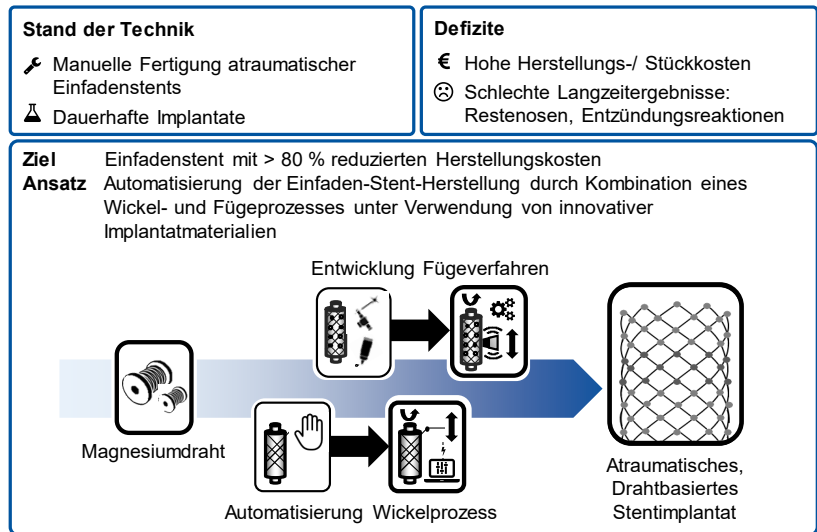 Stand der Technik
Manuelle Fertigung atraumatischer
Einfadenstents
Dauerhafte Implantate
Defizite
€ Hohe Herstellungs-/ Stückkosten
Schlechte Langzeitergebnisse:
Restenosen, Entzündungsreaktionen
Ziel Einfadenstent mit > 80 % reduzierten Herstellungskosten
Ansatz Automatisierung der Einfaden-Stent-Herstellung durch Kombination eines
Wickel- und Fügeprozesses unter Verwendung von innovativer
Implantatmaterialien
Entwicklung Fügeverfahren
Magnesiumdraht
Automatisierung Wickelprozess
Atraumatisches,
Drahtbasiertes
Stentimplantat